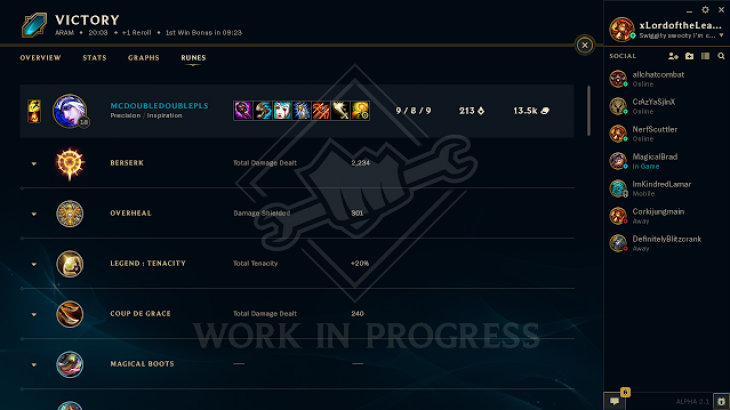 VICTORY
ARAM • 20:03 • +1 Reroll • 1st Win Bonus in 09:23
OVERVIEW STATS GRAPHS RUNES
18
MCDOUBLEDOUBLEPLS
Precision / Inspiration
9 / 8 / 9 213 13.5k
BERSERK Total Damage Dealt 2,234
OVERHEAL Damage Shielded 301
LEGEND : TENACITY Total Tenacity +20%
COUP DE GRACE Total Damage Dealt 240
MAGICAL BOOTS — —
WORK IN PROGRESS
xLordoftheLea...
Swiggity swooty I'm c...
SOCIAL
allchatcombat
Online
CrAzYaSjInX
Online
NerfScuttler
Online
MagicalBrad
In Game
ImKindredLamar
Mobile
Corkijungmain
Away
DefinitelyBlitzcrank
Away
6
ALPHA 2.1